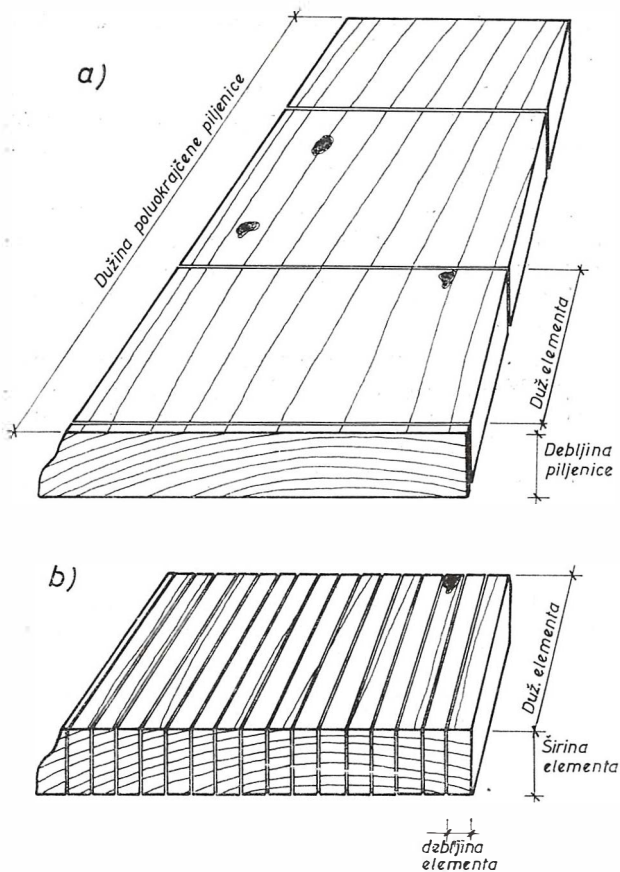 a)
Dužina poluokrajčene piljenice
Duž. elementa
Debljina
piljenice
b)
Duž. elementa
Širina
elementa
debljina
elementa